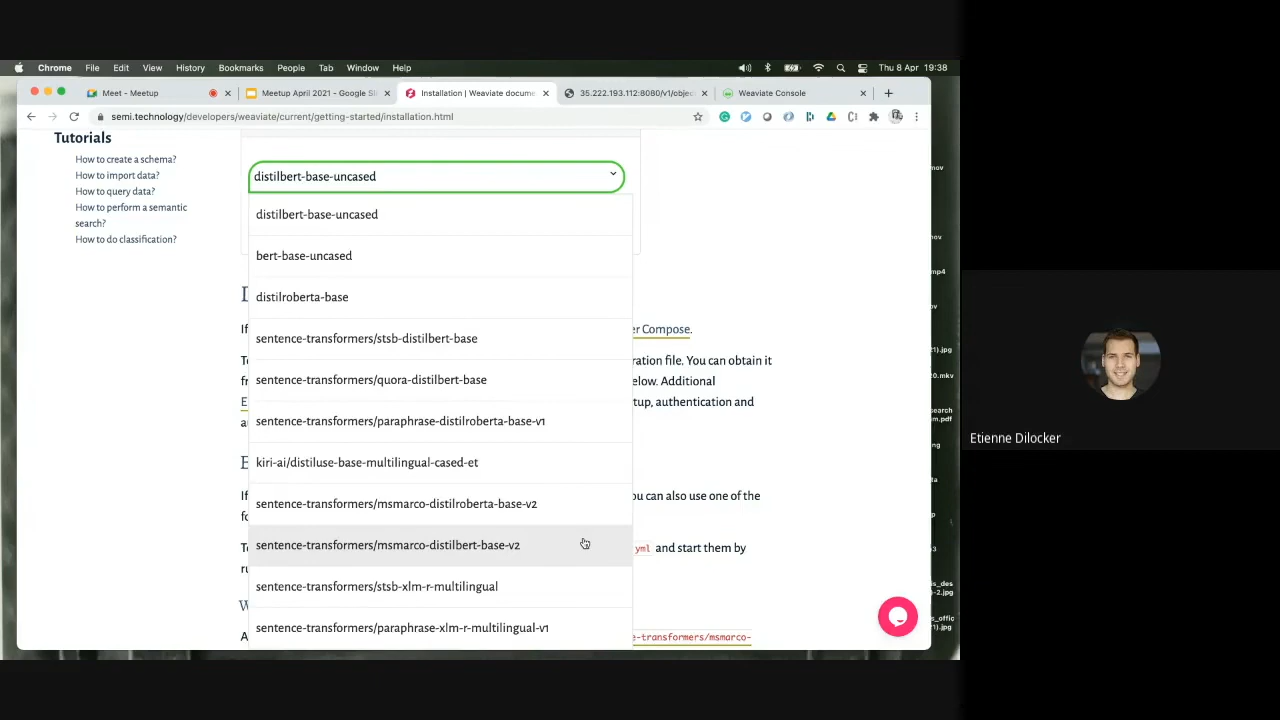 Chrome File Edit View History Bookmarks People Tab Window Help Thu 8 Apr 19:38
Meet - Meetup
Meetup April 2021 - Google Sli
Installation | Weaviate docume
35.222.193.112:8080/v1/objec
Weaviate Console
semi.technology/developers/weaviate/current/getting-started/installation.html
Tutorials
How to create a schema?
How to import data?
How to query data?
How to perform a semantic
search?
How to do classification?
distilbert-base-uncased
distilbert-base-uncased
bert-base-uncased
distilroberta-base
sentence-transformers/stsb-distilbert-base
er Compose.
ration file. You can obtain it
sentence-transformers/quora-distilbert-base
elow. Additional
tup, authentication and
sentence-transformers/paraphrase-distilroberta-base-v1
kiri-ai/distiluse-base-multilingual-cased-et
ou can also use one of the
sentence-transformers/msmarco-distilroberta-base-v2
sentence-transformers/msmarco-distilbert-base-v2
yml and start them by
sentence-transformers/stsb-xlm-r-multilingual
sentence-transformers/paraphrase-xlm-r-multilingual-v1
e-transformers/msmarco-
Etienne Dilocker